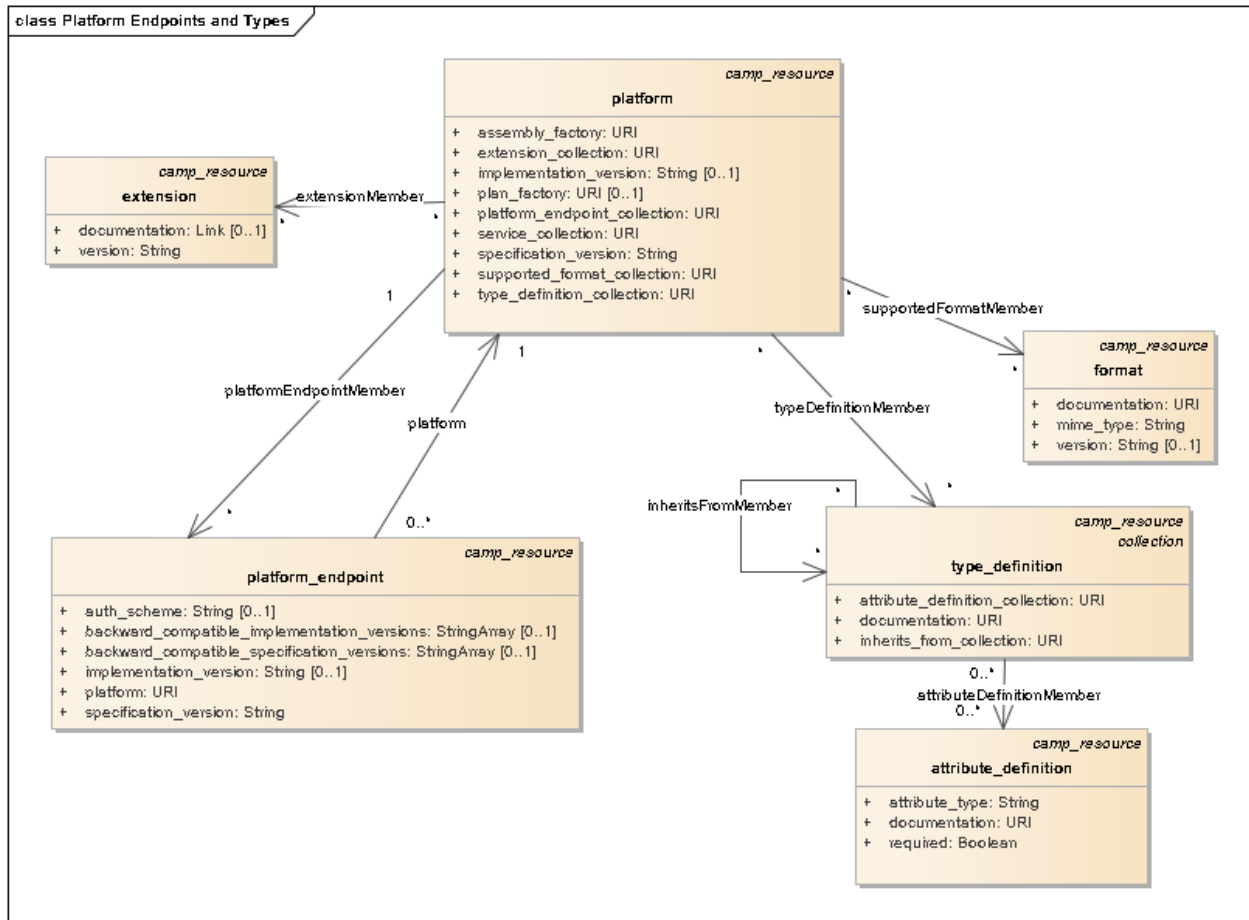 class Platform Endpoints and Types
camp_resource
platform
+ assembly_factory: URI
+ extension_collection: URI
+ implementation_version: String [0..1]
+ plan_factory: URI [0..1]
+ platform_endpoint_collection: URI
+ service_collection: URI
+ specification_version: String
+ supported_format_collection: URI
+ type_definition_collection: URI
camp_resource
extension
+ documentation: Link [0..1]
+ version: String
extensionMember
*
*
1
platformEndpointMember
*
1
platform
0..*
*
supportedFormatMember
*
camp_resource
format
+ documentation: URI
+ mime_type: String
+ version: String [0..1]
*
typeDefinitionMember
*
*
inheritsFromMember
*
camp_resource
platform_endpoint
+ auth_scheme: String [0..1]
+ backward_compatible_implementation_versions: StringArray [0..1]
+ backward_compatible_specification_versions: StringArray [0..1]
+ implementation_version: String [0..1]
+ platform: URI
+ specification_version: String
camp_resource
collection
type_definition
+ attribute_definition_collection: URI
+ documentation: URI
+ inherits_from_collection: URI
0..*
attributeDefinitionMember
0..*
camp_resource
attribute_definition
+ attribute_type: String
+ documentation: URI
+ required: Boolean